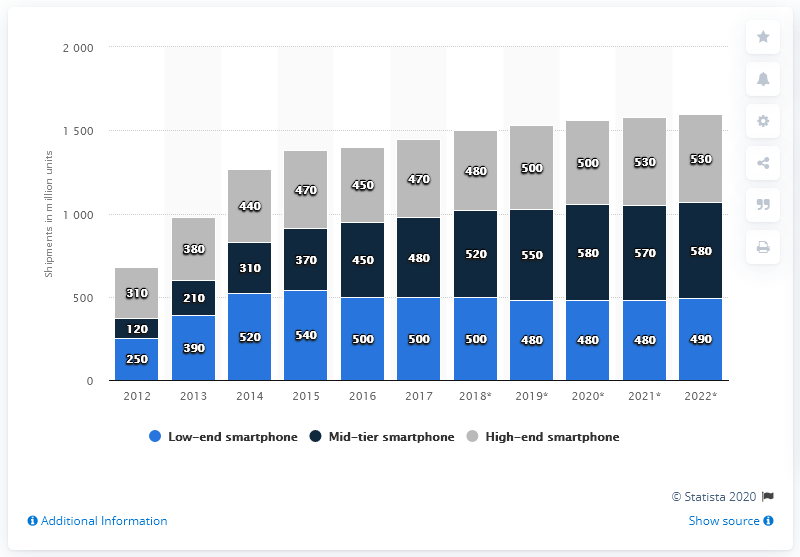 2 000
1 500
1 000
500
0
Shipments in million units
310 380 440 470 450 470 480 500 500 530 530
120 210 310 370 450 480 520 550 580 570 580
250 390 520 540 500 500 500 480 480 480 490
2012 2013 2014 2015 2016 2017 2018* 2019* 2020* 2021* 2022*
Low-end smartphone Mid-tier smartphone High-end smartphone
© Statista 2020
Additional Information Show source